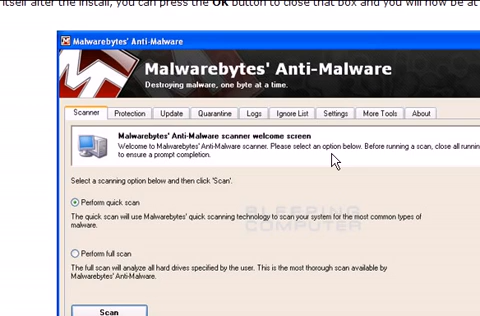 itself after the install, you can press the OK button to close that box and you will now be at
Malwarebytes' Anti-Malware
Malwarebytes' Anti-Malware
Destroying malware, one byte at a time.
Scanner Protection Update Quarantine Logs Ignore List Settings More Tools About
Malwarebytes' Anti-Malware scanner welcome screen
Welcome to Malwarebytes' Anti-Malware scanner. Please select an option below. Before running a scan, close all
to ensure a prompt completion.
Select a scanning option below and then click 'Scan'.
Perform quick scan
BLEEPING
The quick scan will use Malwarebytes' quick scanning technology to scan your system for the most common types of
COMPUTER
malware.
Perform full scan
The full scan will analyze all hard drives specified by the user. This is the most thorough scan available by
Malwarebytes' Anti-Malware.
Scan